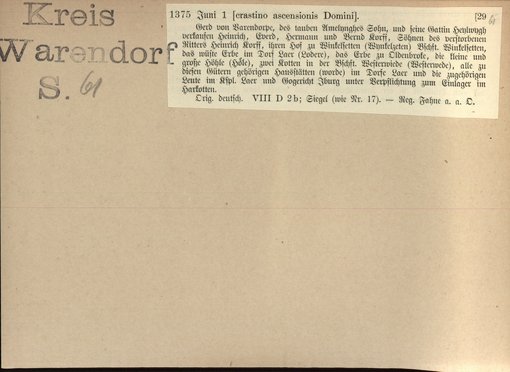 Kreis
Warendorf
S. 61
1375 Juni 1 [crastino ascensionis Domini]. [29
Gerd von Warendorpe, des tauben Amelynghes Sohn, und seine Gattin Heylwygh
verkaufen Heinrich, Everd, Hermann und Bernd Korff, Söhnen des verstorbenen
Ritters Heinrich Korff, ihren Hof zu Winkelsetten (Wynkelzeten) Bschft. Winkelsetten,
das wüste Erbe im Dorf Laer (Lodere), das Erbe zu Oldenbroke, die kleine und
große Höhle (Hole), zwei Kotten in der Bschft. Westerwiede (Westerwede), alle zu
diesen Gütern gehörigen Hausstätten (worde) im Dorfe Laer und die zugehörigen
Leute im Kspl. Laer und Gogericht Iburg unter Verpflichtung zum Einlager im
Harkotten.
Orig. deutsch. VIII D 2b; Siegel (wie Nr. 17). — Reg. Fahne a. a. O.